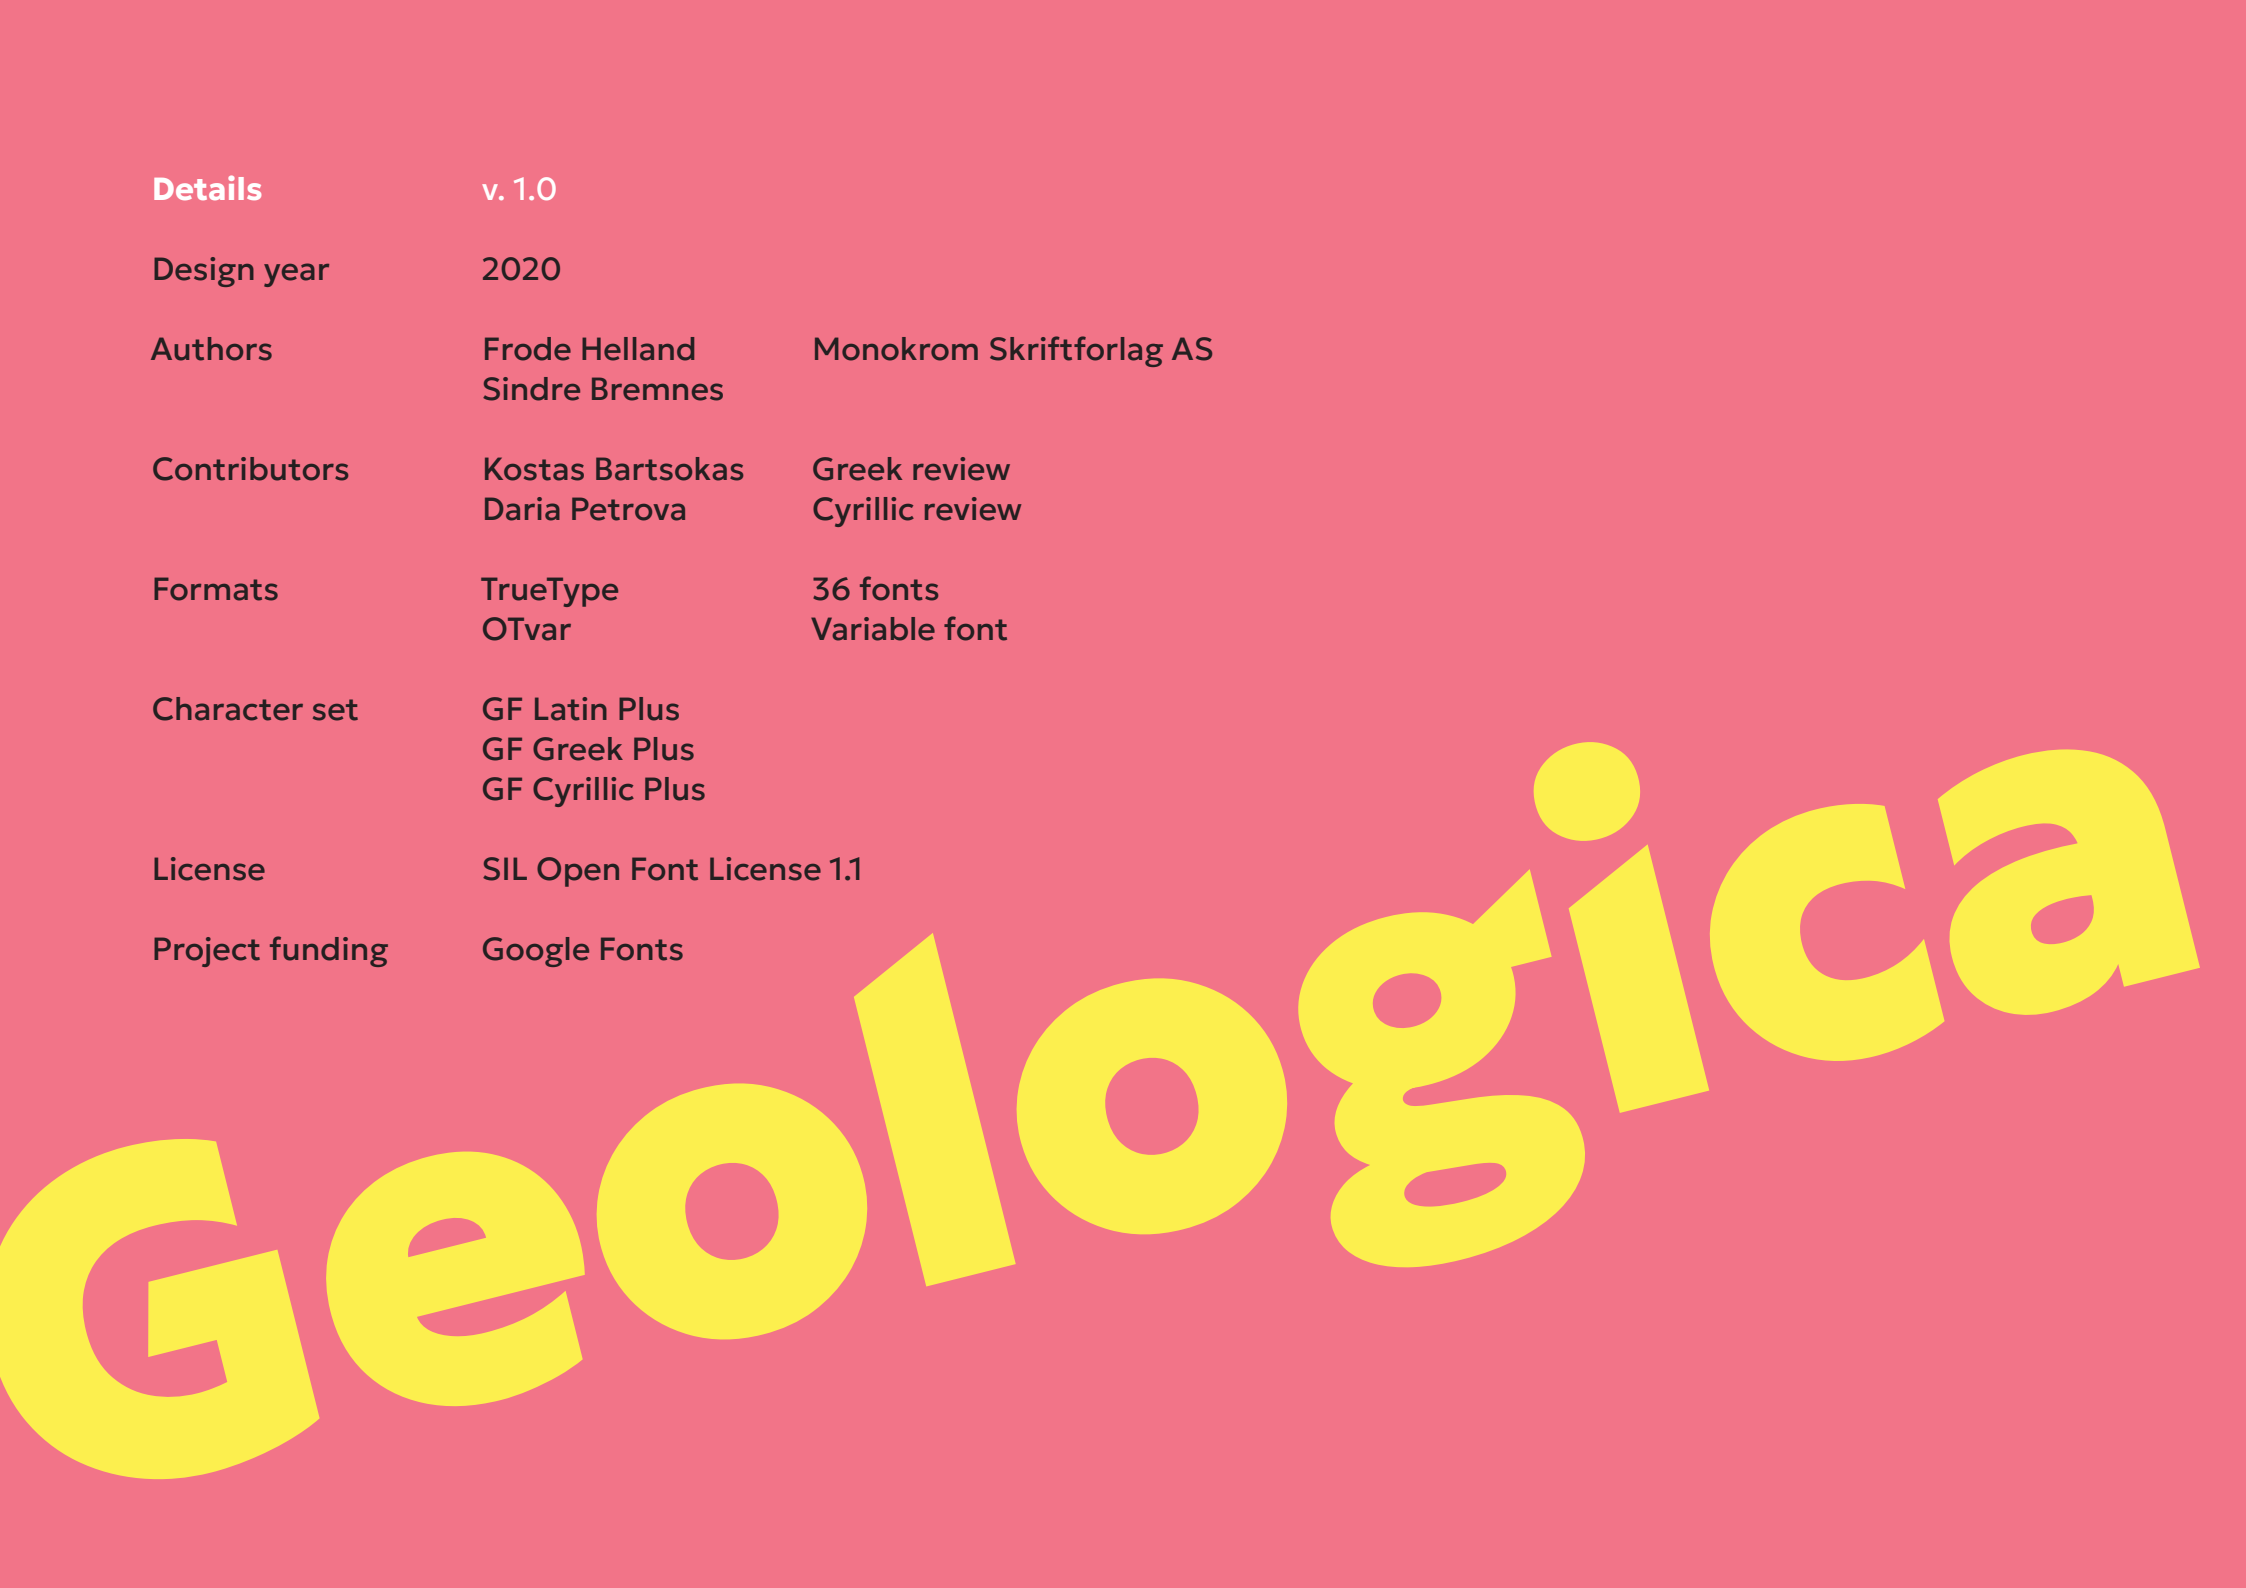 Details v. 1.0
Design year 2020
Authors Frode Helland Monokrom Skriftforlag AS
Sindre Bremnes
Contributors Kostas Bartsokas Greek review
Daria Petrova Cyrillic review
Formats TrueType 36 fonts
OTvar Variable font
Character set GF Latin Plus
GF Greek Plus
GF Cyrillic Plus
License SIL Open Font License 1.1
Project funding Google Fonts
Geologica